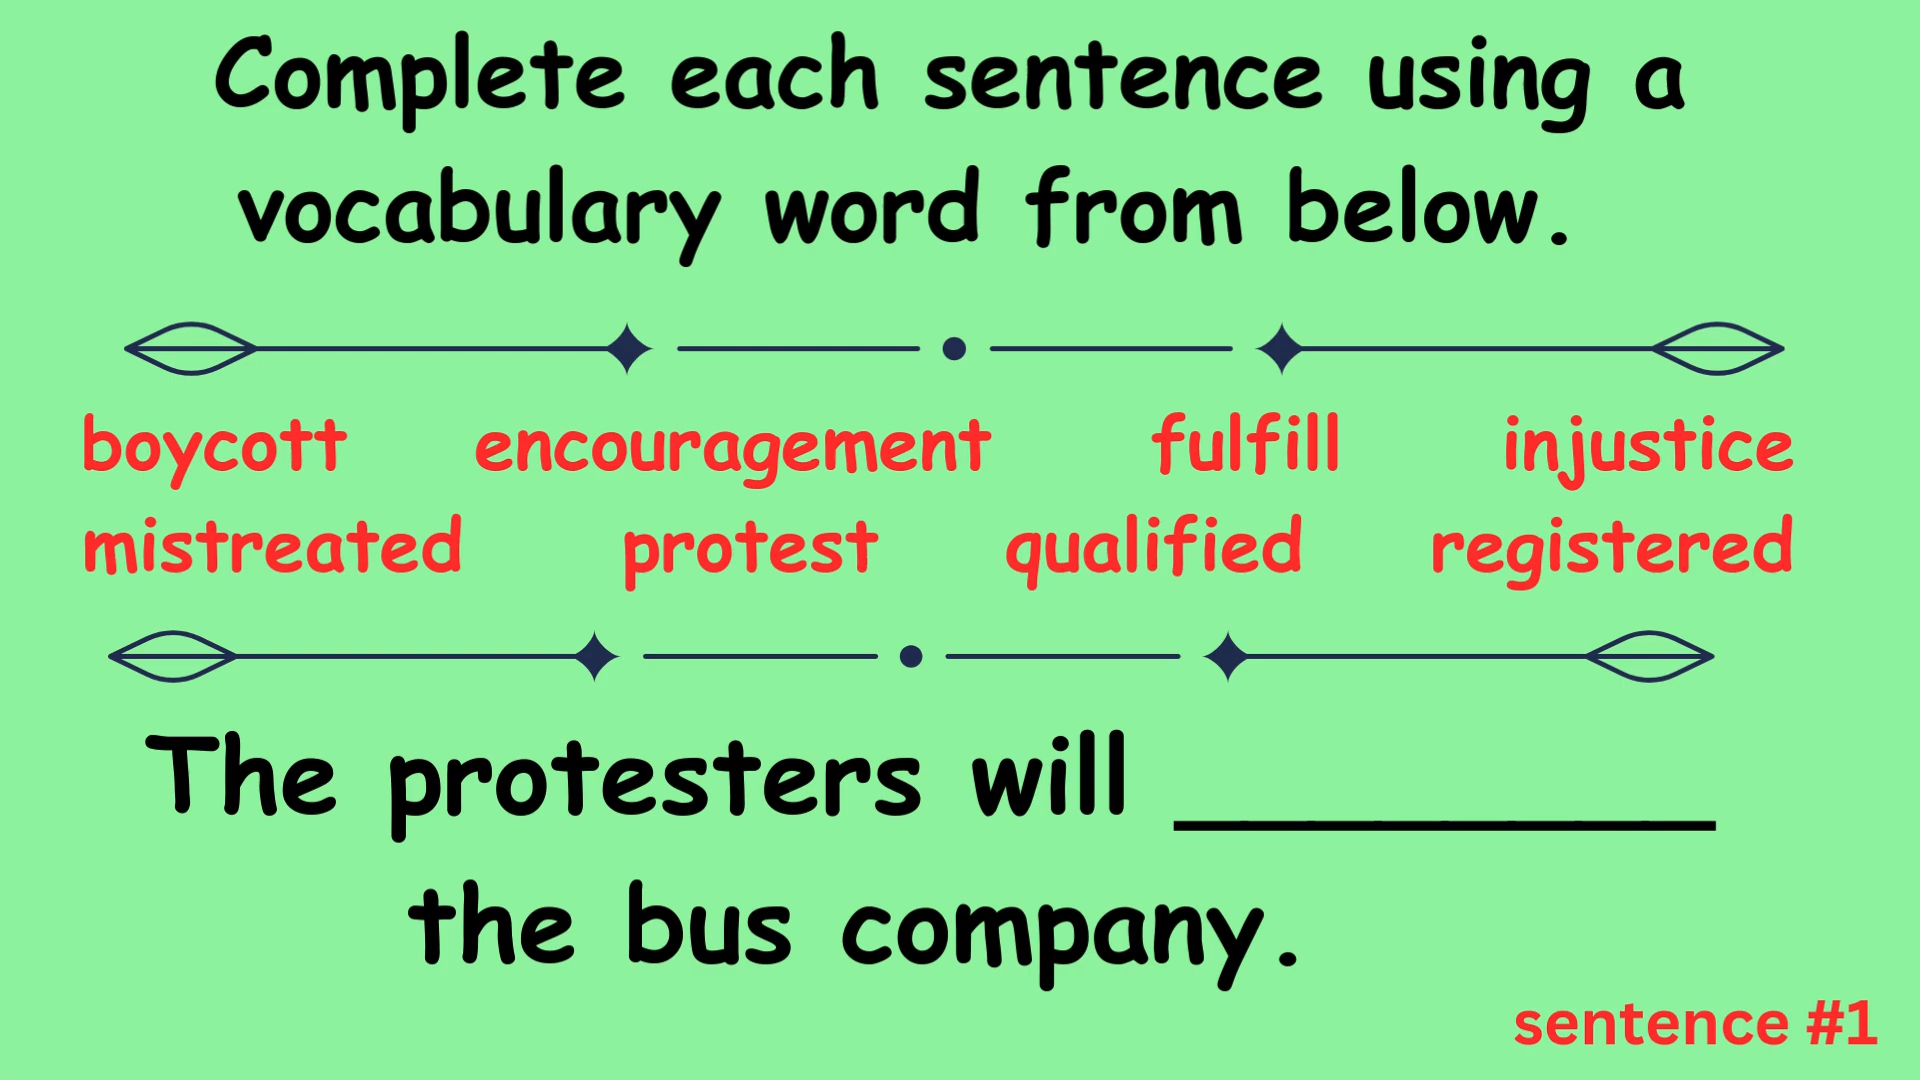 Complete each sentence using a
vocabulary word from below.
boycott encouragement fulfill injustice
mistreated protest qualified registered
The protesters will ____________
the bus company.
sentence #1